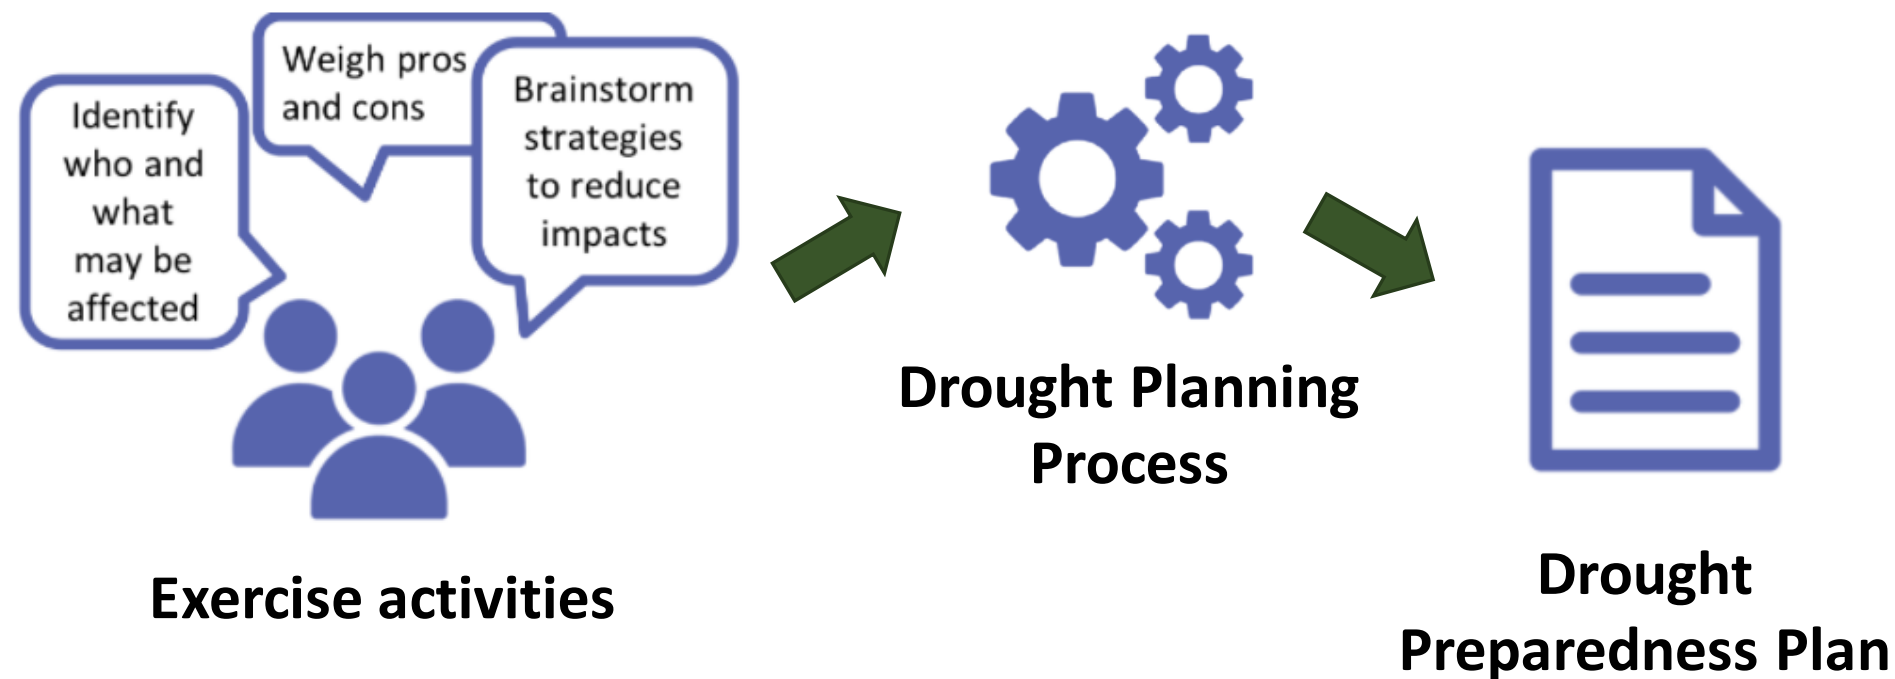 Identify
who and
what
may be
affected
Weigh pros
and cons
Brainstorm
strategies
to reduce
impacts
Exercise activities
Drought Planning
Process
Drought
Preparedness Plan